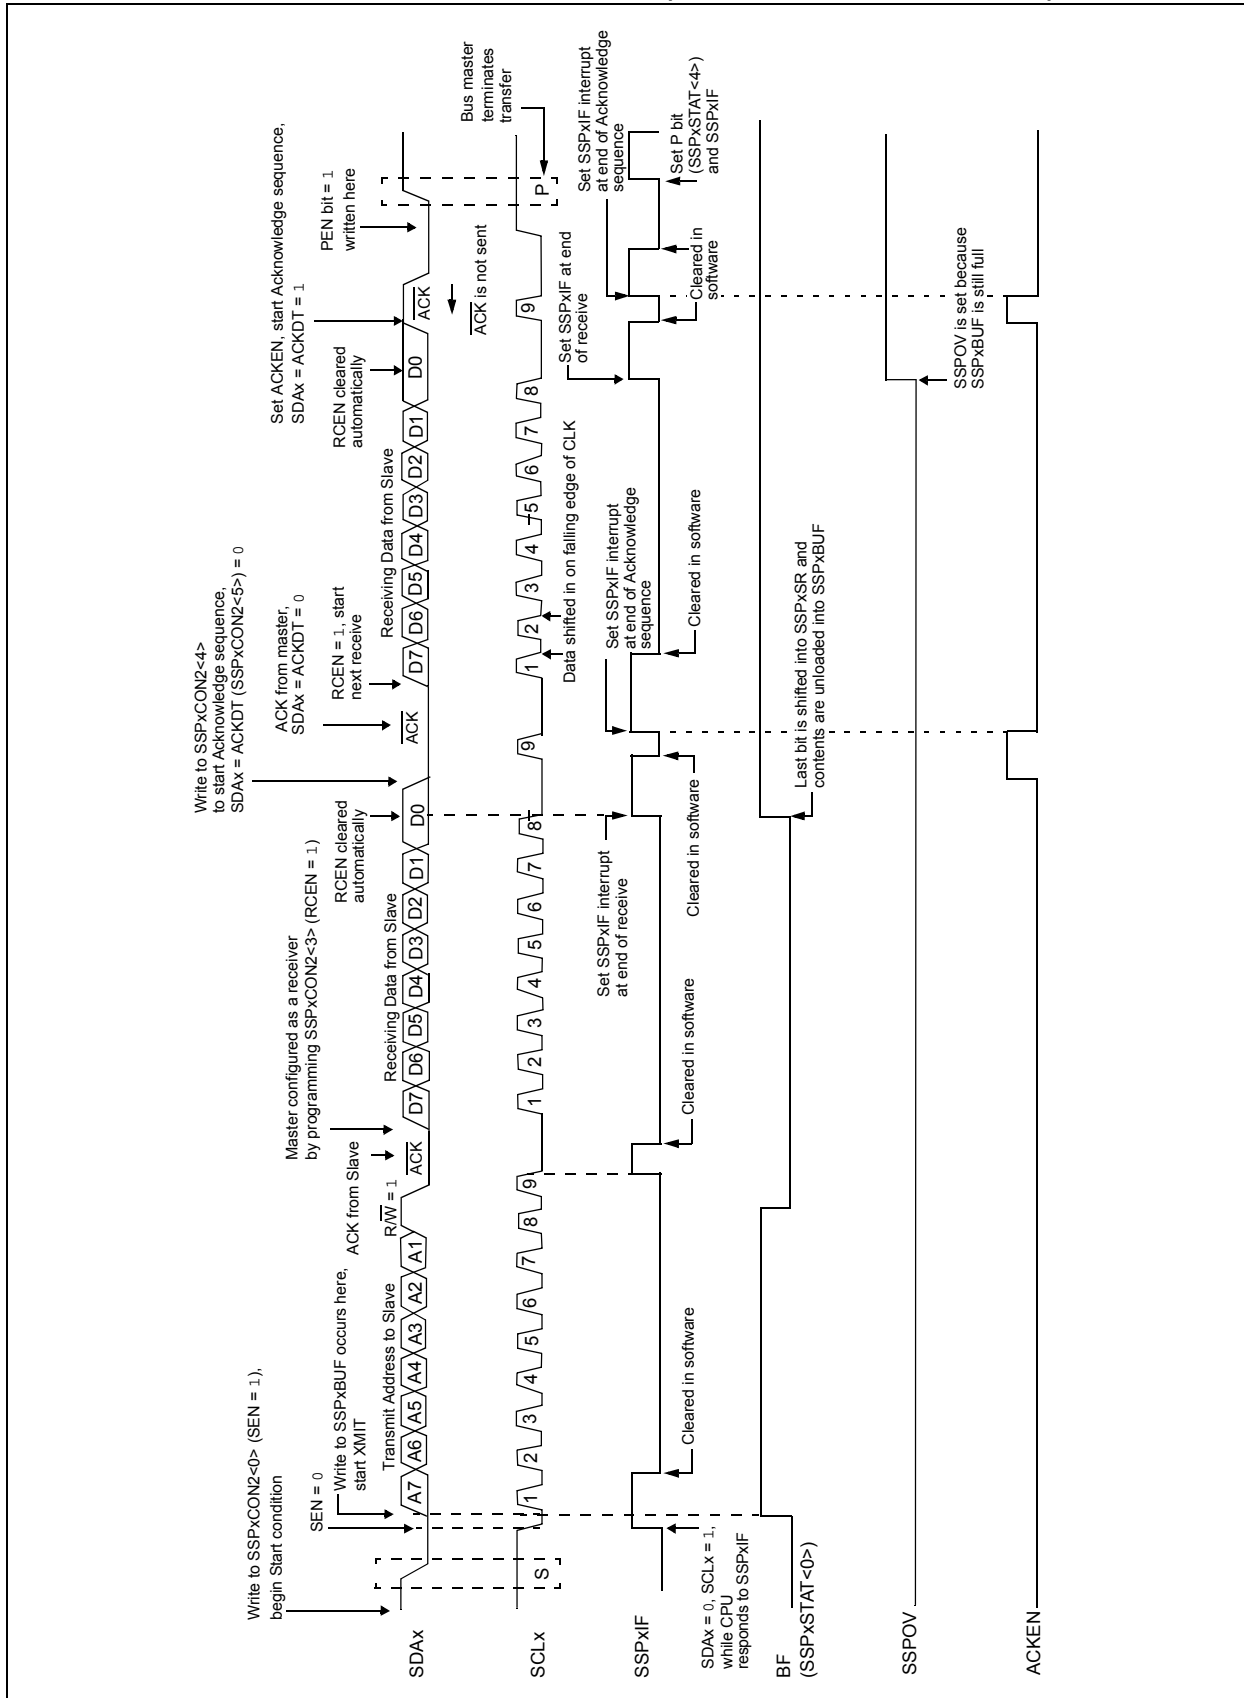 Write to SSPxCON2<0> (SEN = 1),
begin Start condition
SEN = 0
Write to SSPxBUF occurs here,
start XMIT
ACK from Slave
Master configured as a receiver
by programming SSPxCON2<3> (RCEN = 1)
RCEN cleared
automatically
Write to SSPxCON2<4>
to start Acknowledge sequence,
SDAx = ACKDT (SSPxCON2<5>) = 0
ACK from master,
SDAx = ACKDT = 0
RCEN = 1, start
next receive
RCEN cleared
automatically
Set ACKEN, start Acknowledge sequence,
SDAx = ACKDT = 1
PEN bit = 1
written here
Transmit Address to Slave
R/W = 1
Receiving Data from Slave
Receiving Data from Slave
SDAx
A7 A6 A5 A4 A3 A2 A1
ACK
D7 D6 D5 D4 D3 D2 D1 D0
ACK
D7 D6 D5 D4 D3 D2 D1 D0
ACK
ACK is not sent
Bus master
terminates
transfer
SCLx
S
1 2 3 4 5 6 7 8 9
1 2 3 4 5 6 7 8 9
1 2 3 4 5 6 7 8 9
P
Data shifted in on falling edge of CLK
Set SSPxIF interrupt
at end of receive
Set SSPxIF interrupt
at end of Acknowledge
sequence
Set SSPxIF at end
of receive
Set SSPxIF interrupt
at end of Acknowledge
sequence
SSPxIF
SDAx = 0, SCLx = 1,
while CPU
responds to SSPxIF
Cleared in software
Cleared in software
Cleared in software
Cleared in software
Cleared in
software
Set P bit
(SSPxSTAT<4>)
and SSPxIF
BF
(SSPxSTAT<0>)
Last bit is shifted into SSPxSR and
contents are unloaded into SSPxBUF
SSPOV
SSPOV is set because
SSPxBUF is still full
ACKEN